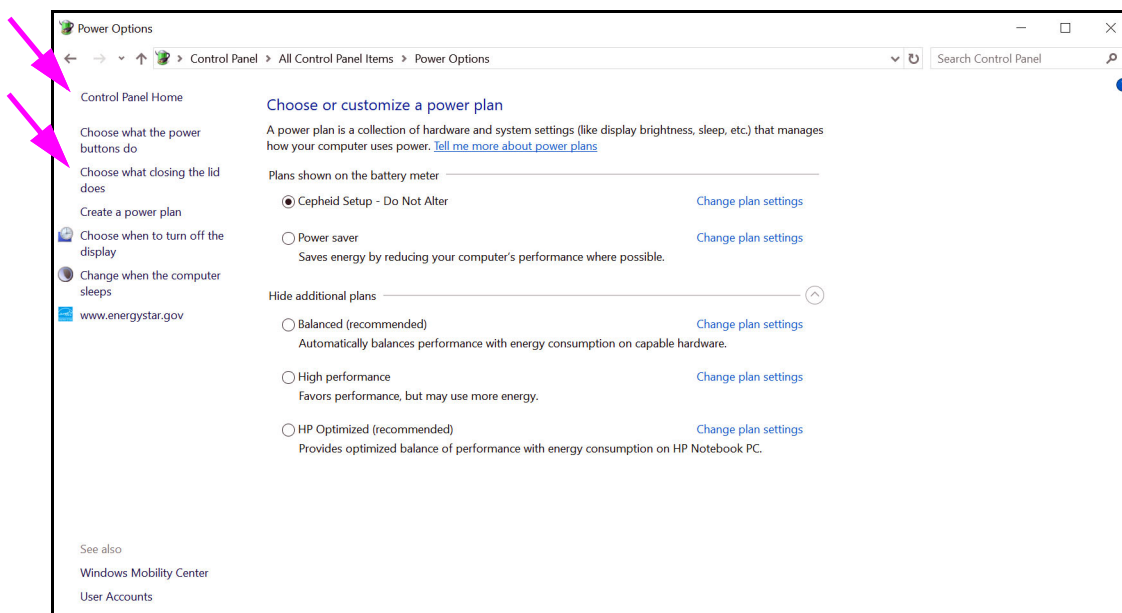 Power Options
Control Panel > All Control Panel Items > Power Options
Search Control Panel
Control Panel Home
Choose what the power
buttons do
Choose what closing the lid
does
Create a power plan
Choose when to turn off the
display
Change when the computer
sleeps
www.energystar.gov
Choose or customize a power plan
A power plan is a collection of hardware and system settings (like display brightness, sleep, etc.) that manages
how your computer uses power. Tell me more about power plans
Plans shown on the battery meter
Cepheid Setup - Do Not Alter Change plan settings
Power saver Change plan settings
Saves energy by reducing your computer's performance where possible.
Hide additional plans
Balanced (recommended) Change plan settings
Automatically balances performance with energy consumption on capable hardware.
High performance Change plan settings
Favors performance, but may use more energy.
HP Optimized (recommended) Change plan settings
Provides optimized balance of performance with energy consumption on HP Notebook PC.
See also
Windows Mobility Center
User Accounts